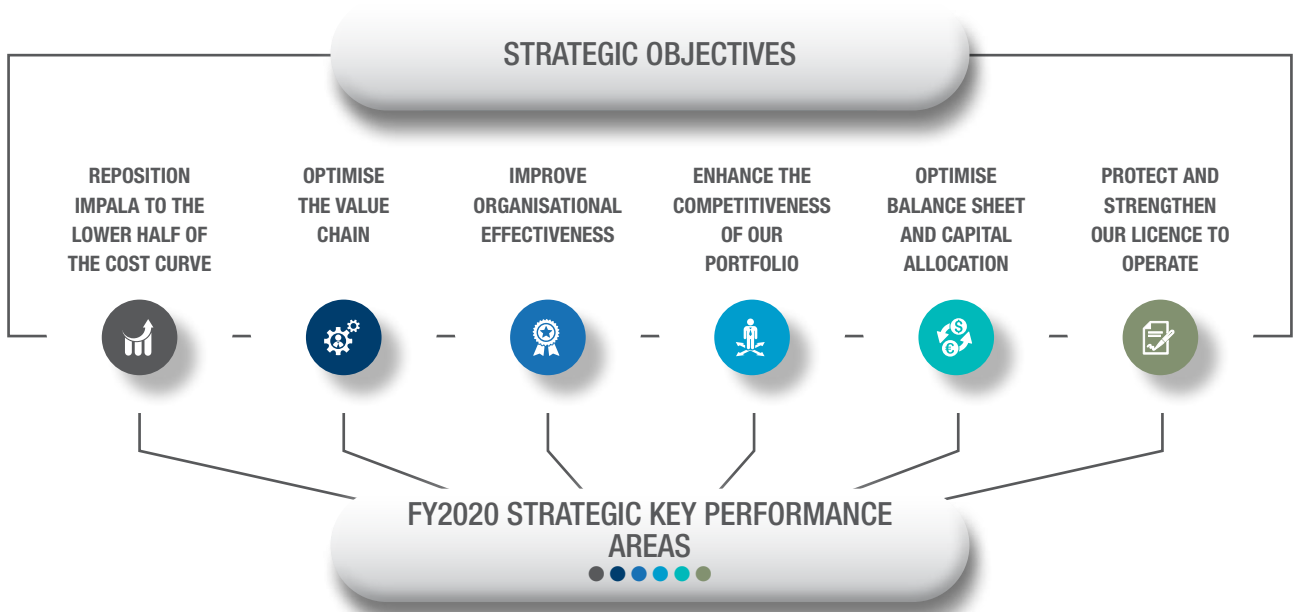 STRATEGIC OBJECTIVES
REPOSITION
IMPALA TO THE
LOWER HALF OF
THE COST CURVE
OPTIMISE
THE VALUE
CHAIN
IMPROVE
ORGANISATIONAL
EFFECTIVENESS
ENHANCE THE
COMPETITIVENESS
OF OUR
PORTFOLIO
OPTIMISE
BALANCE SHEET
AND CAPITAL
ALLOCATION
PROTECT AND
STRENGTHEN
OUR LICENCE TO
OPERATE
$
€
FY2020 STRATEGIC KEY PERFORMANCE
AREAS